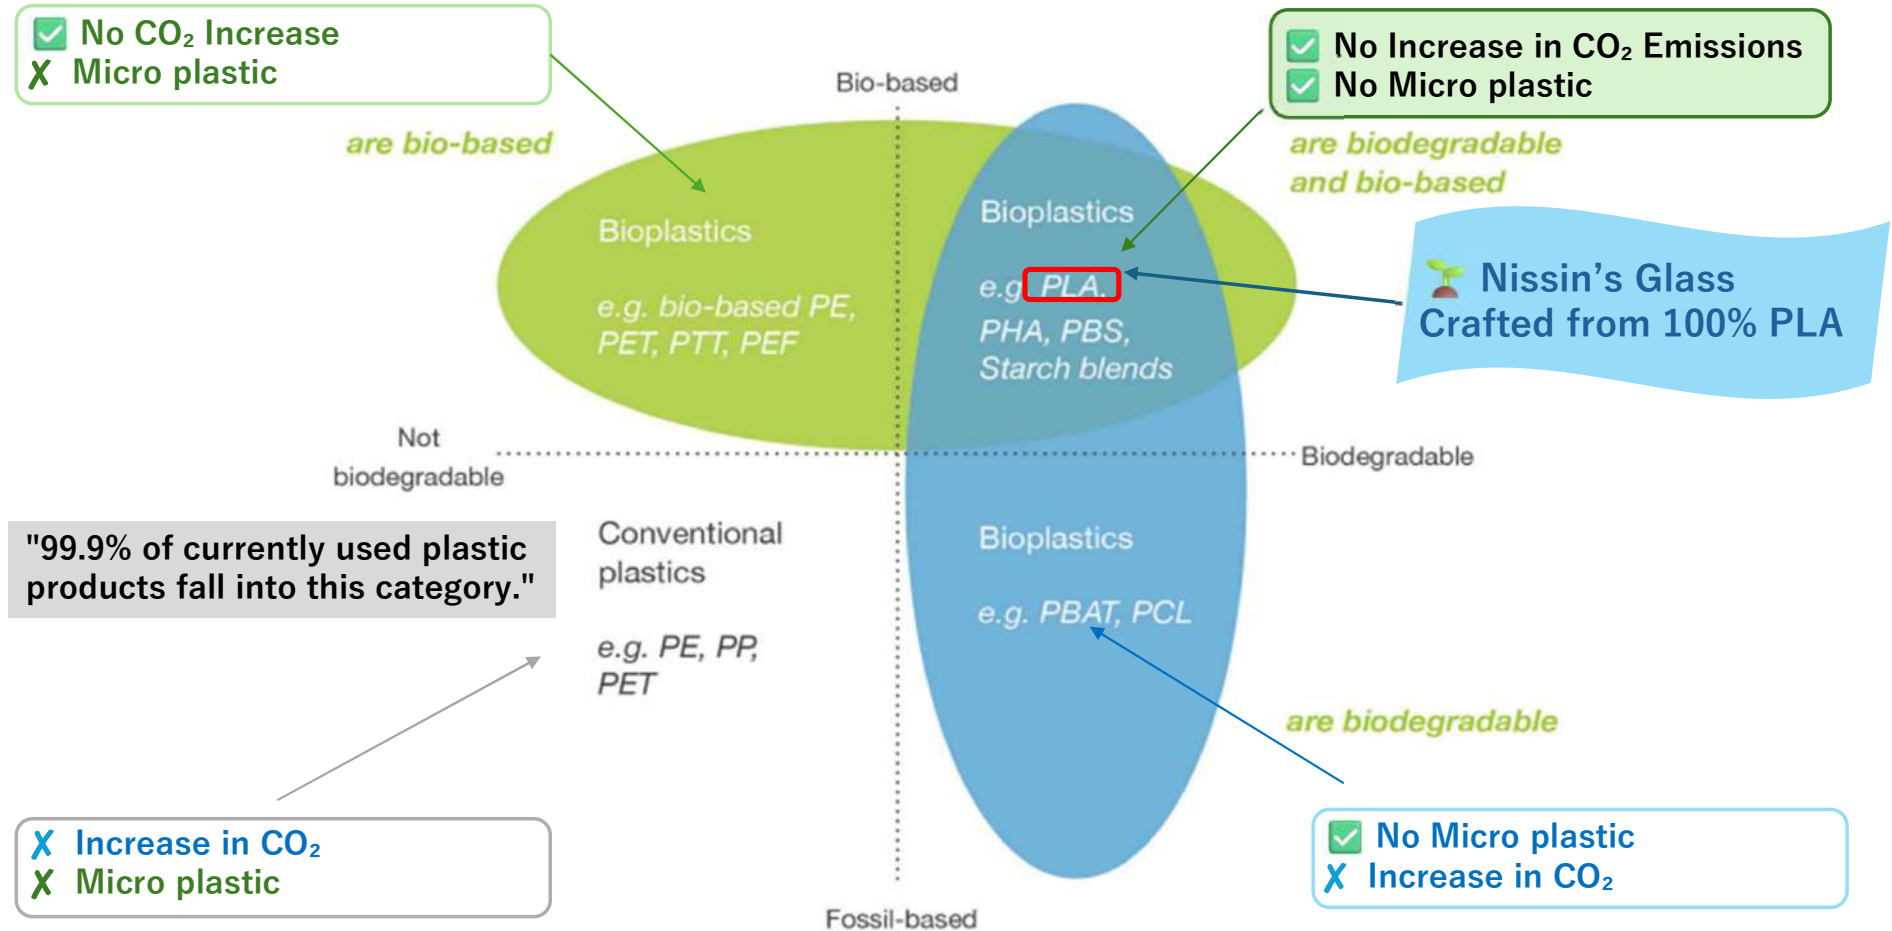 ✅ No CO₂ Increase
✗ Micro plastic
✅ No Increase in CO₂ Emissions
✅ No Micro plastic
Bio-based
are bio-based
are biodegradable
and bio-based
Bioplastics
e.g. bio-based PE,
PET, PTT, PEF
Bioplastics
e.g. PLA,
PHA, PBS,
Starch blends
🌱 Nissin’s Glass
Crafted from 100% PLA
Not
biodegradable
Biodegradable
"99.9% of currently used plastic
products fall into this category."
Conventional
plastics
e.g. PE, PP,
PET
Bioplastics
e.g. PBAT, PCL
are biodegradable
✗ Increase in CO₂
✗ Micro plastic
✅ No Micro plastic
✗ Increase in CO₂
Fossil-based